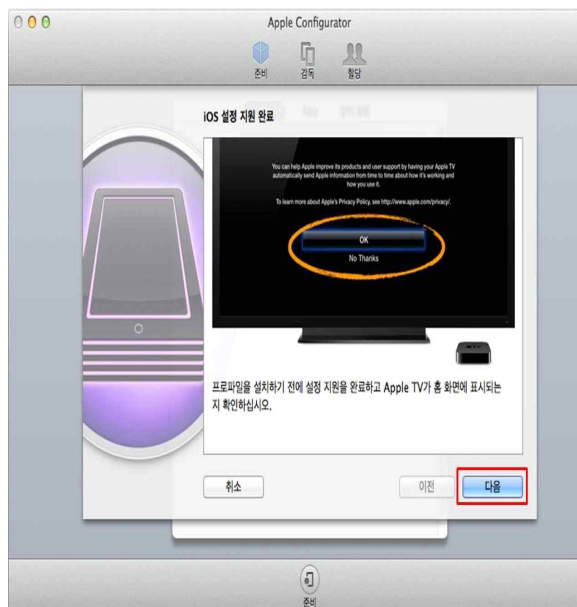 Apple Configurator
준비
감독
할당
iOS 설정 지원 완료
You can help Apple improve its products and user support by having your Apple TV
automatically send Apple information from time to time about how it's working and
how you use it.
To learn more about Apple's Privacy Policy, see http://www.apple.com/privacy/.
OK
No Thanks
프로파일을 설치하기 전에 설정 지원을 완료하고 Apple TV가 홈 화면에 표시되는
지 확인하십시오.
취소
이전
다음
준비